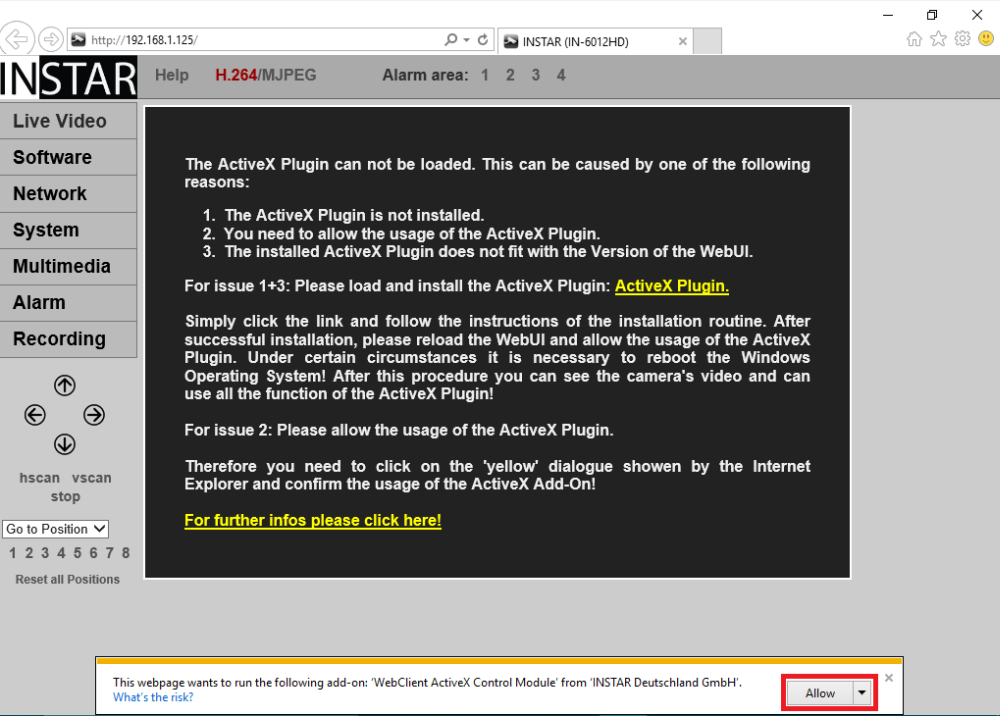 http://192.168.1.125/
INSTAR (IN-6012HD)
INSTAR
Help H.264/MJPEG Alarm area: 1 2 3 4
Live Video
Software
Network
System
Multimedia
Alarm
Recording
hscan vscan
stop
Go to Position
1 2 3 4 5 6 7 8
Reset all Positions
The ActiveX Plugin can not be loaded. This can be caused by one of the following
reasons:
1. The ActiveX Plugin is not installed.
2. You need to allow the usage of the ActiveX Plugin.
3. The installed ActiveX Plugin does not fit with the Version of the WebUI.
For issue 1+3: Please load and install the ActiveX Plugin: ActiveX Plugin.
Simply click the link and follow the instructions of the installation routine. After
successful installation, please reload the WebUI and allow the usage of the ActiveX
Plugin. Under certain circumstances it is necessary to reboot the Windows
Operating System! After this procedure you can see the camera's video and can
use all the function of the ActiveX Plugin!
For issue 2: Please allow the usage of the ActiveX Plugin.
Therefore you need to click on the 'yellow' dialogue showen by the Internet
Explorer and confirm the usage of the ActiveX Add-On!
For further infos please click here!
This webpage wants to run the following add-on: 'WebClient ActiveX Control Module' from 'INSTAR Deutschland GmbH'.
What's the risk?
Allow